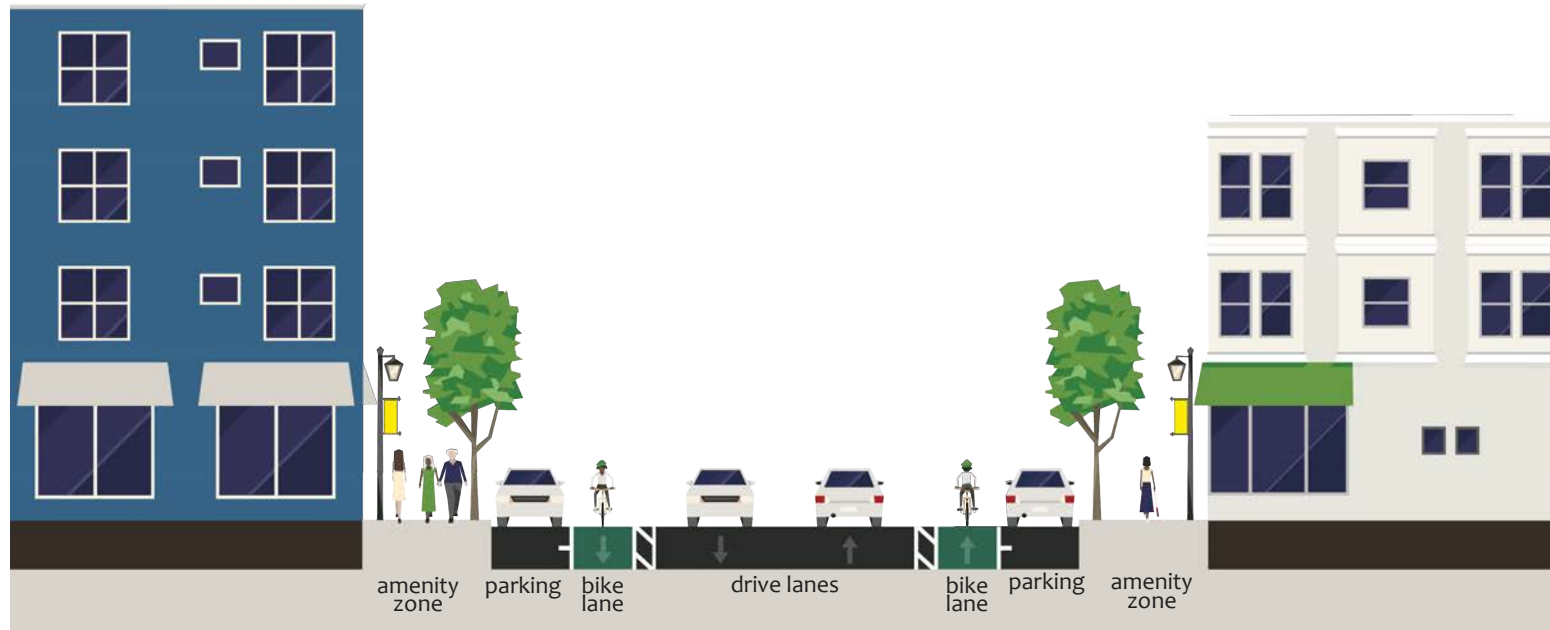 amenity
zone
parking
bike
lane
drive lanes
bike
lane
parking
amenity
zone